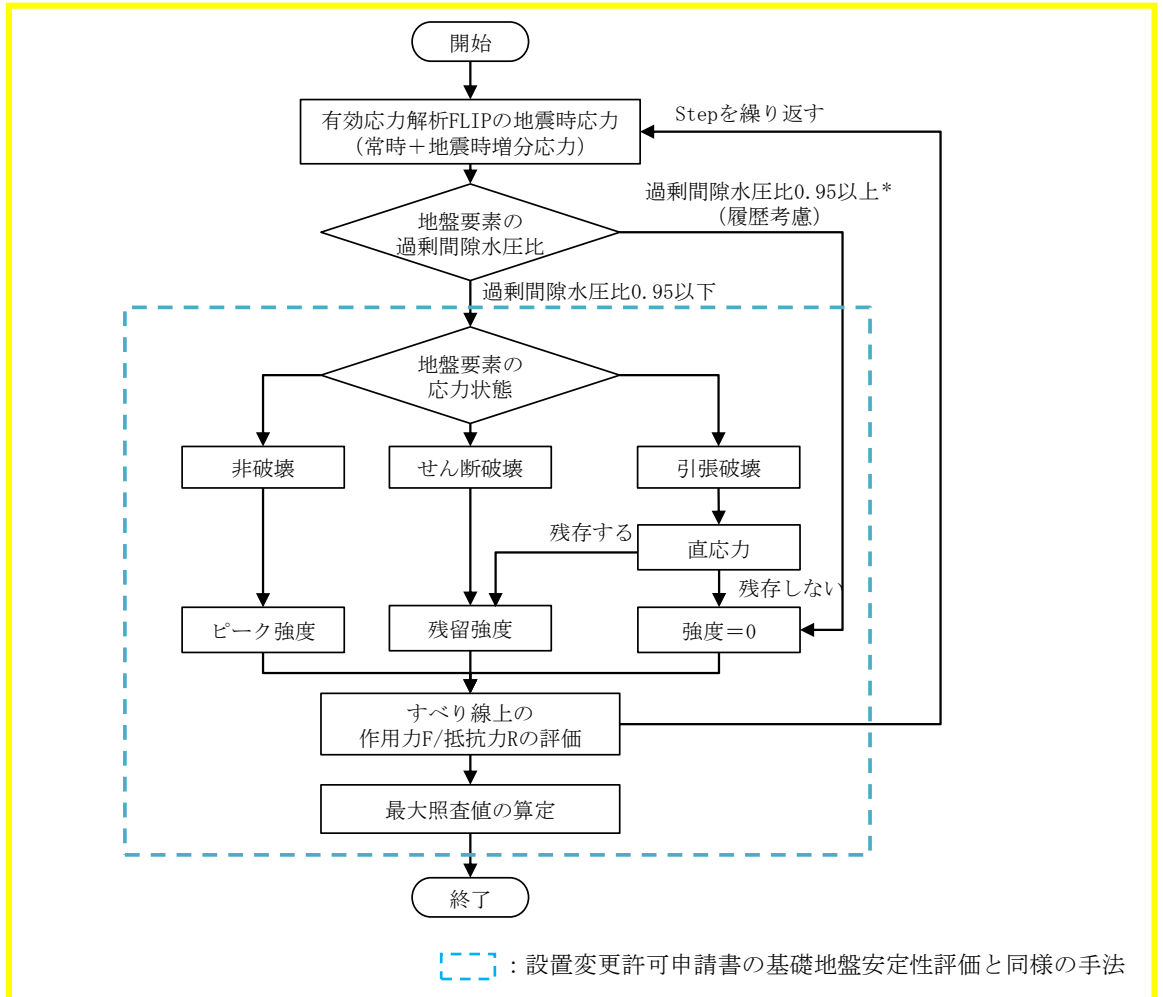 開始
有効応力解析FLIPの地震時応力
(常時+地震時増分応力)
Stepを繰り返す
地盤要素の
過剰間隙水圧比
過剰間隙水圧比0.95以上*
(履歴考慮)
過剰間隙水圧比0.95以下
地盤要素の
応力状態
非破壊
せん断破壊
引張破壊
残存する
直応力
残存しない
ピーク強度
残留強度
強度=0
すべり線上の
作用力F/抵抗力Rの評価
最大照査値の算定
終了
:設置変更許可申請書の基礎地盤安定性評価と同様の手法